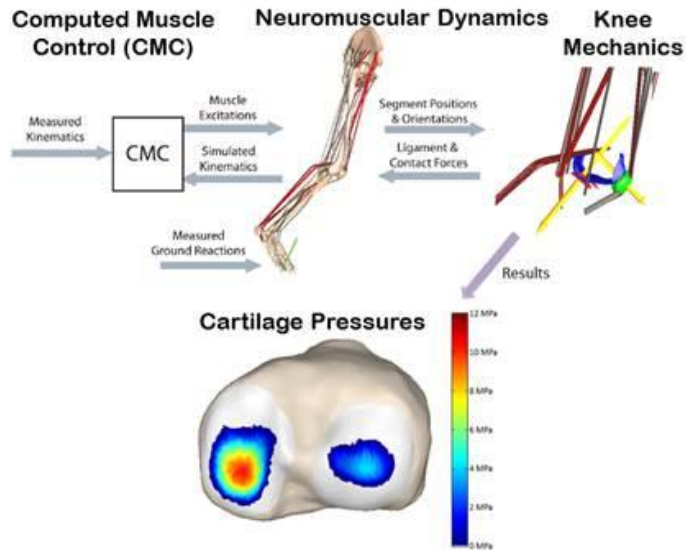 Computed Muscle
Control (CMC)
Neuromuscular Dynamics
Knee
Mechanics
Measured
Kinematics
CMC
Muscle
Excitations
Simulated
Kinematics
Segment Positions
& Orientations
Ligament &
Contact Forces
Measured
Ground Reactions
Results
Cartilage Pressures
12 MPa
10 MPa
8 MPa
6 MPa
4 MPa
2 MPa
0 MPa